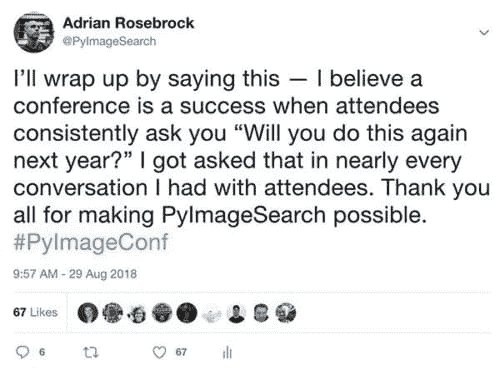 Adrian Rosebrock
@PyImageSearch
I'll wrap up by saying this — I believe a
conference is a success when attendees
consistently ask you “Will you do this again
next year?” I got asked that in nearly every
conversation I had with attendees. Thank you
all for making PyImageSearch possible.
#PyImageConf
9:57 AM - 29 Aug 2018
67 Likes
6 67